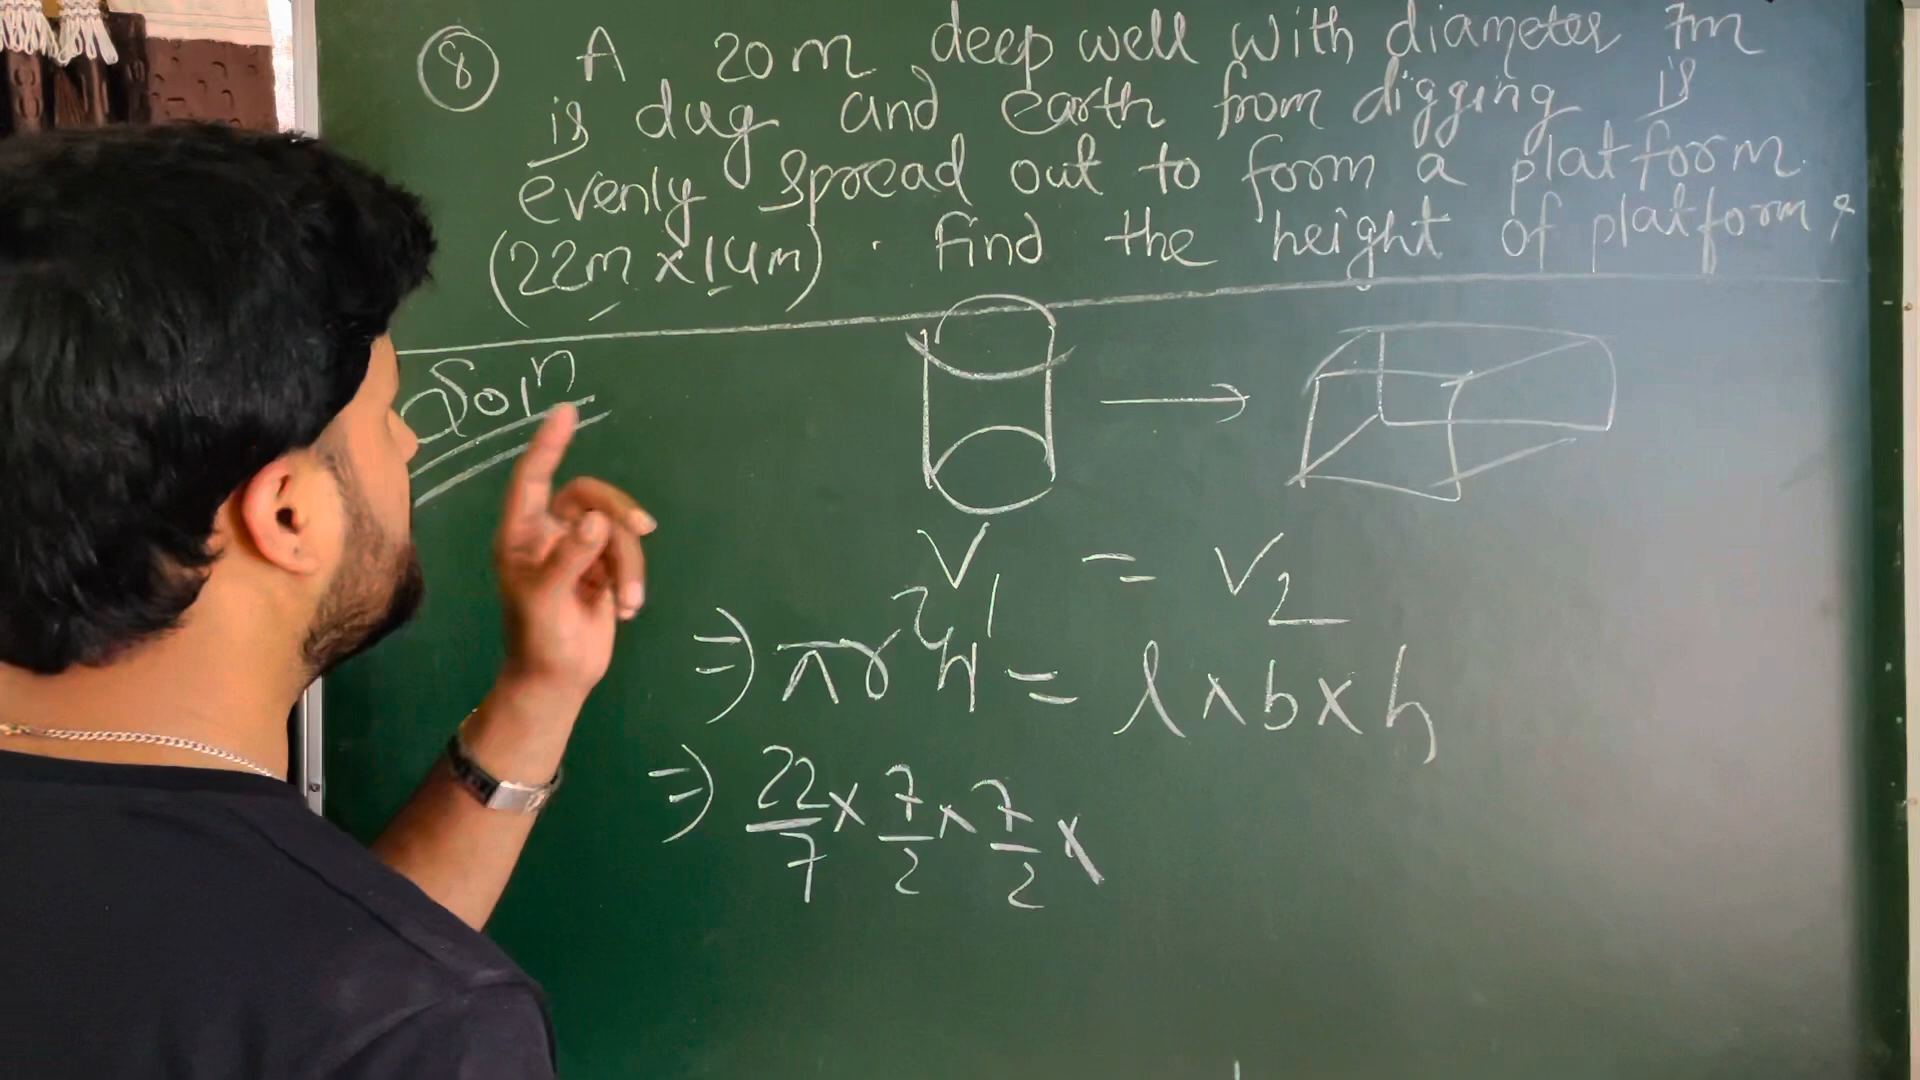 8 A 20m deep well with diameter 7m
is dug and earth from digging is
evenly spread out to form a platform
(22m x 14m). Find the height of platform?
Solⁿ
V₁ = V₂
⇒ πr²h = l x b x h
⇒ 22/7 x 7/2 x 7/2 x